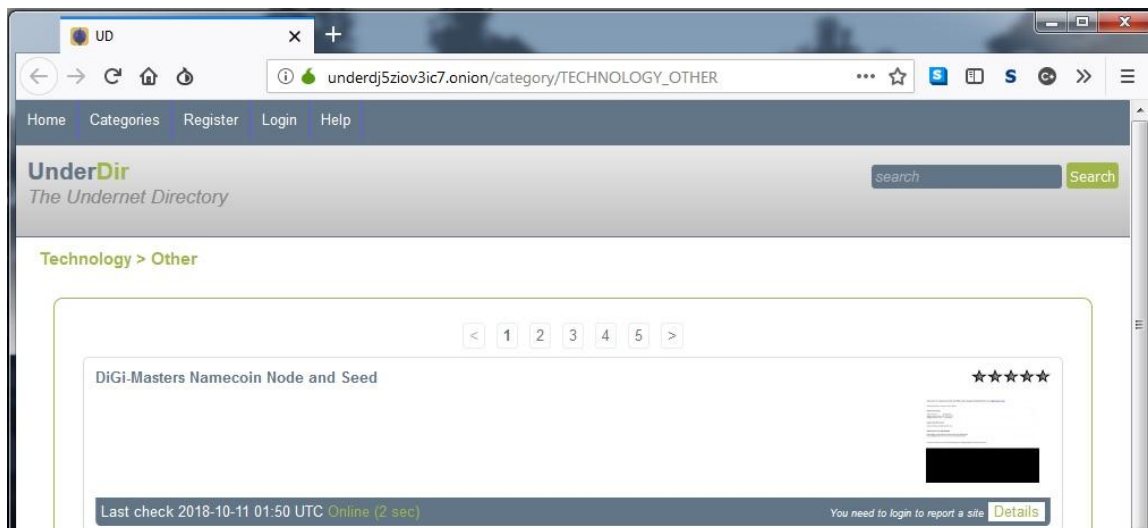 UD
underdj5ziov3ic7.onion/category/TECHNOLOGY_OTHER
Home Categories Register Login Help
UnderDir
The Undernet Directory
search Search
Technology > Other
< 1 2 3 4 5 >
DiGi-Masters Namecoin Node and Seed
Last check 2018-10-11 01:50 UTC Online (2 sec) You need to login to report a site Details